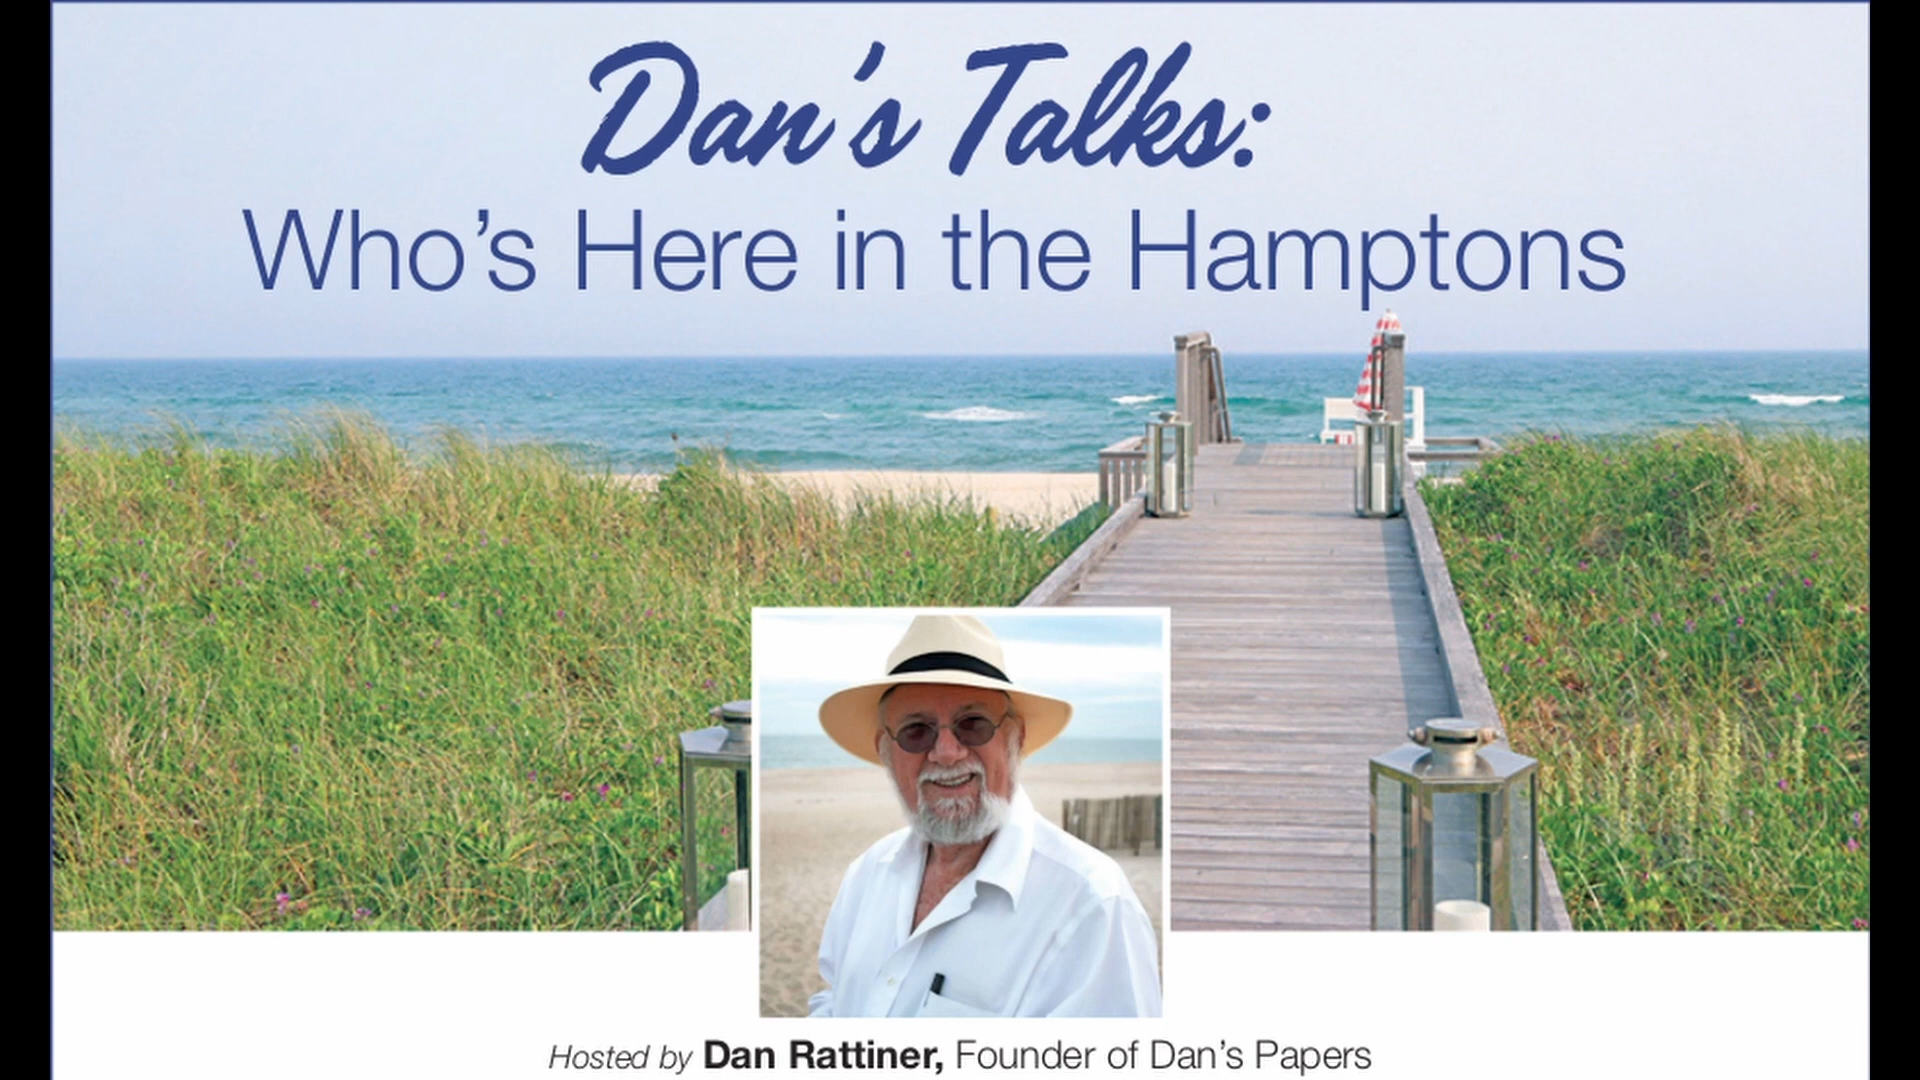 Dan's Talks:
Who's Here in the Hamptons
Hosted by Dan Rattiner, Founder of Dan's Papers